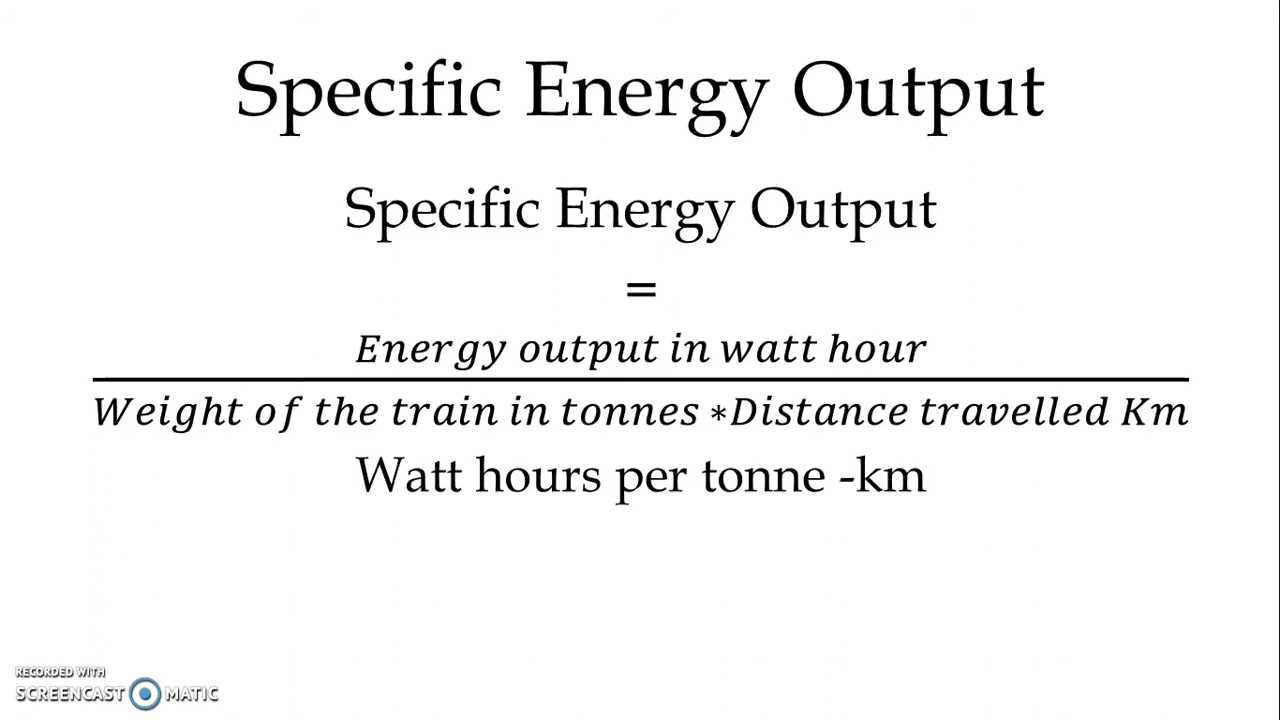 Specific Energy Output
Specific Energy Output
=
Energy output in watt hour
Weight of the train in tonnes *Distance travelled Km
Watt hours per tonne -km
RECORDED WITH
SCREENCAST MATIC